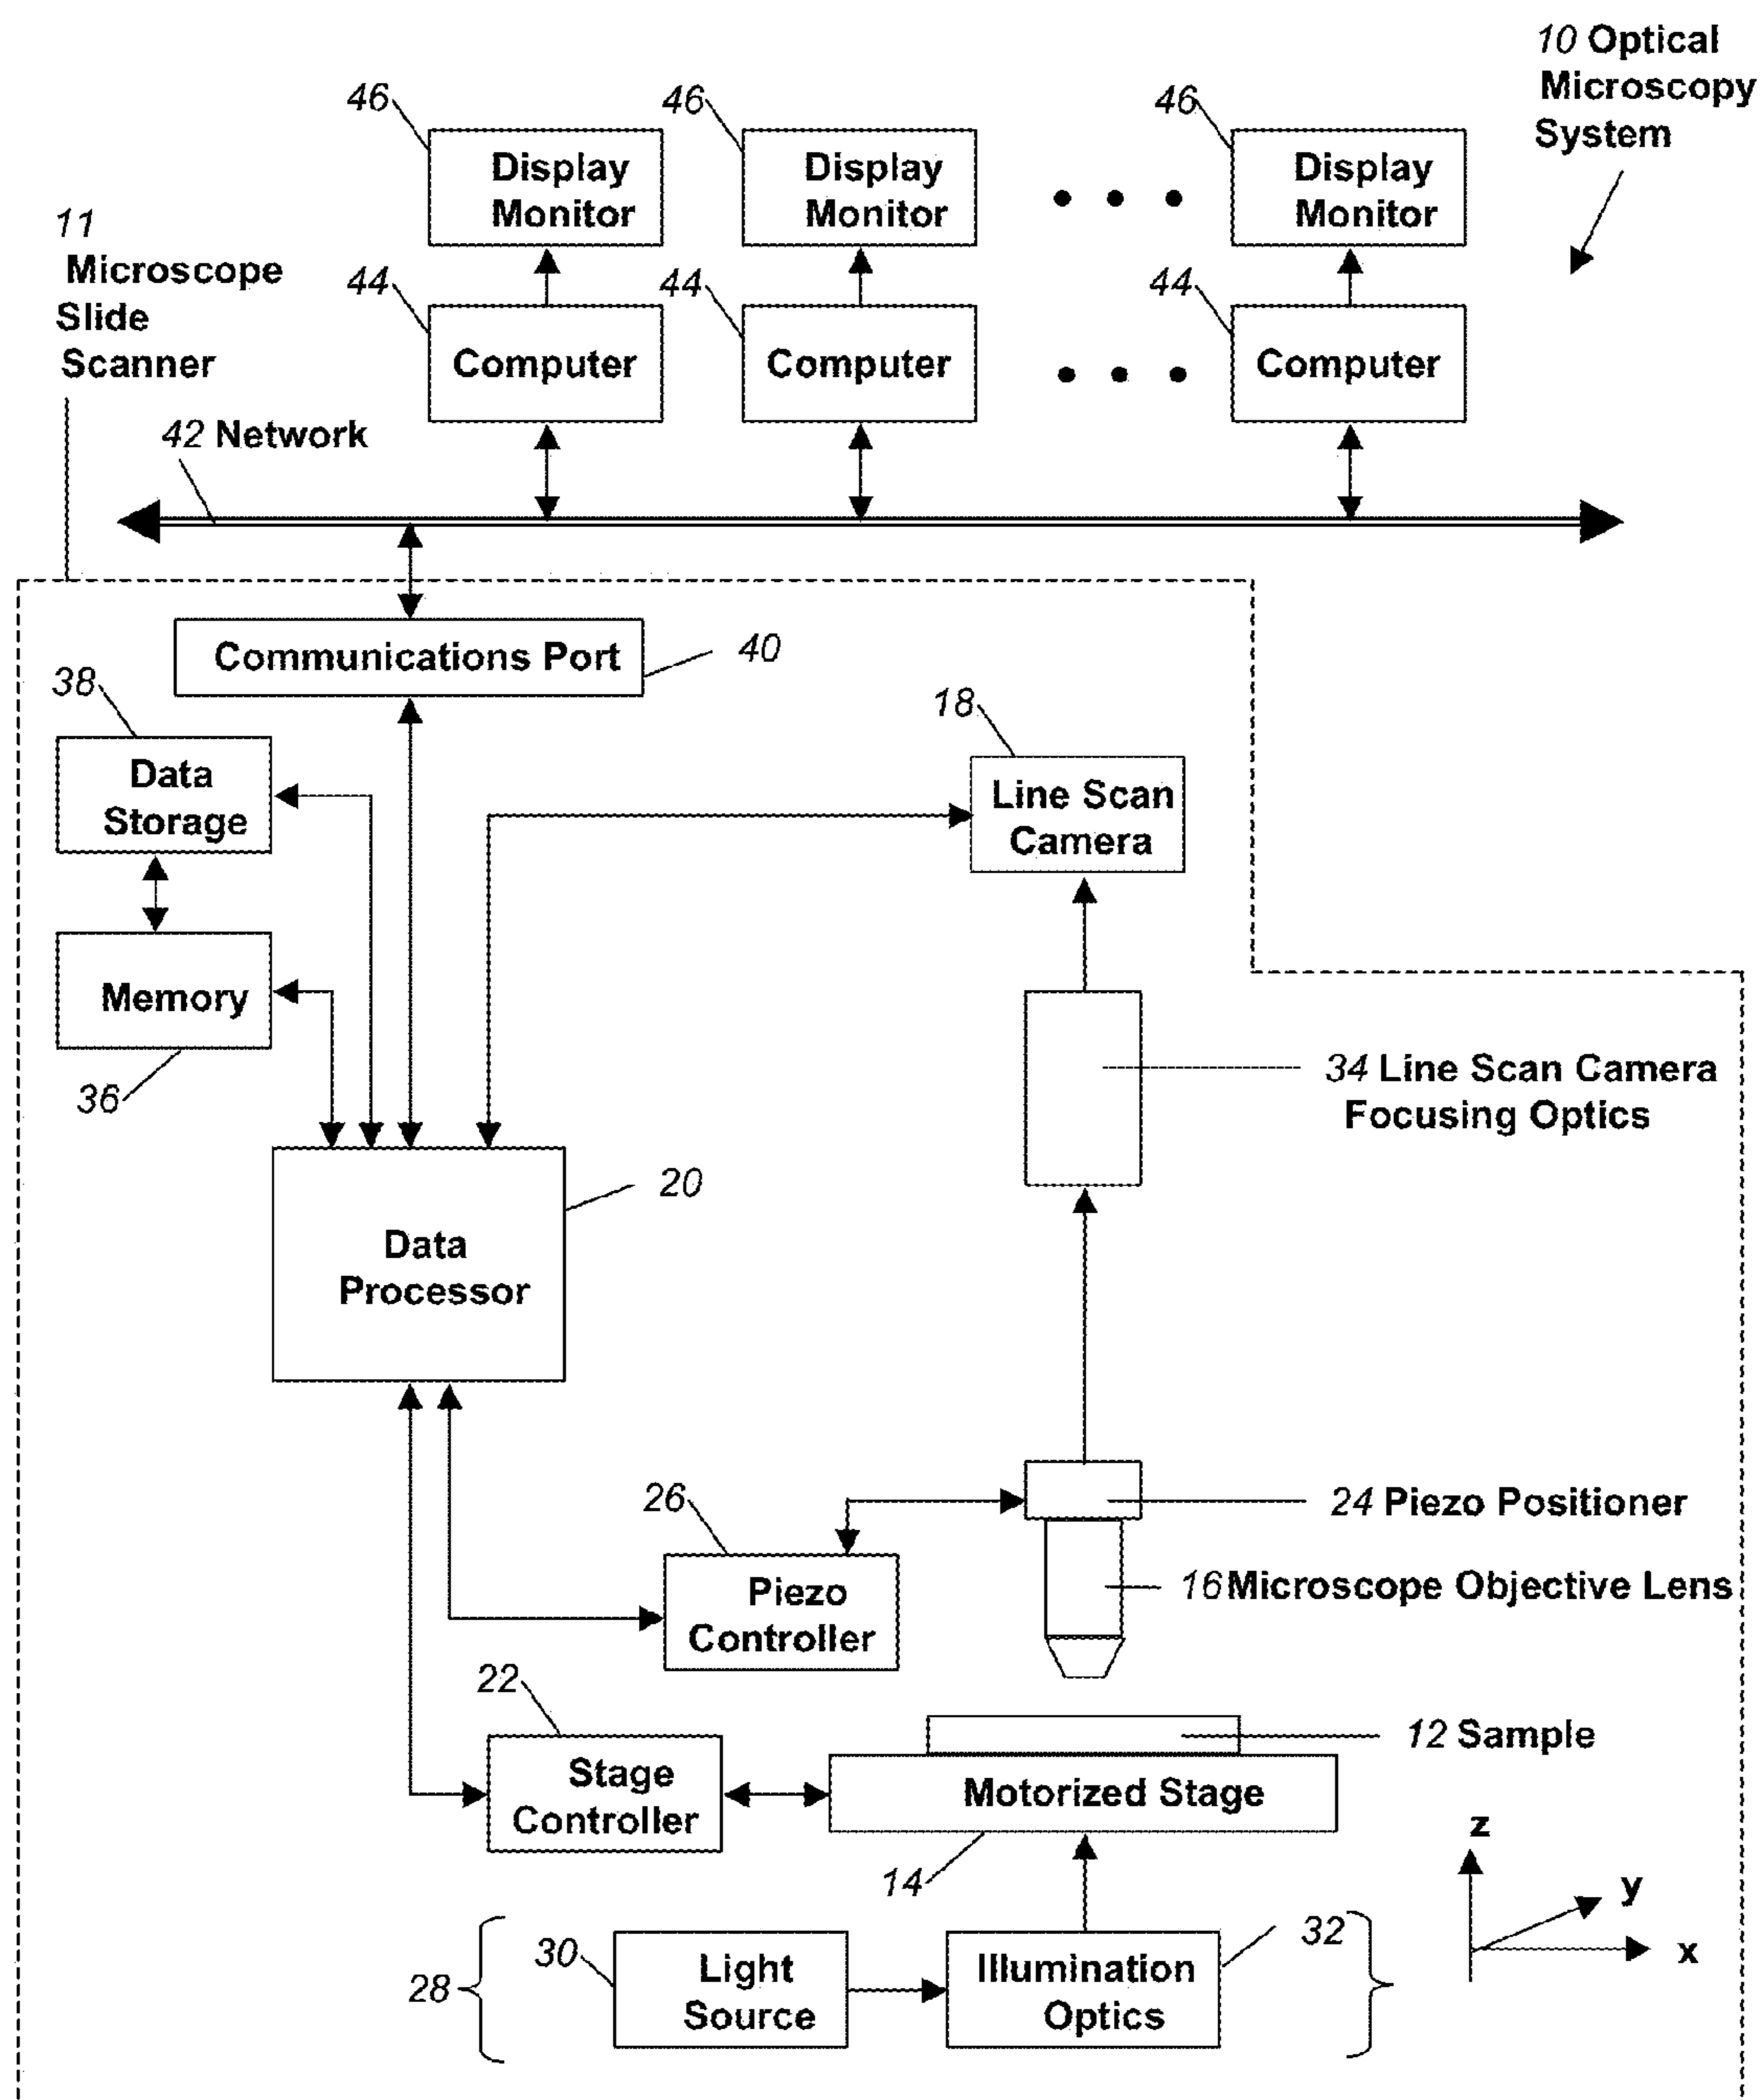 10 Optical
Microscopy
System
46
46
46
Display
Monitor
Display
Monitor
Display
Monitor
11
Microscope
Slide
Scanner
44
44
44
Computer
Computer
Computer
42 Network
Communications Port
40
38
Data
Storage
18
Line Scan
Camera
Memory
36
34 Line Scan Camera
Focusing Optics
20
Data
Processor
26
24 Piezo Positioner
Piezo
Controller
16 Microscope Objective Lens
22
Stage
Controller
12 Sample
Motorized Stage
14
z
y
x
28
30
Light
Source
Illumination
Optics
32